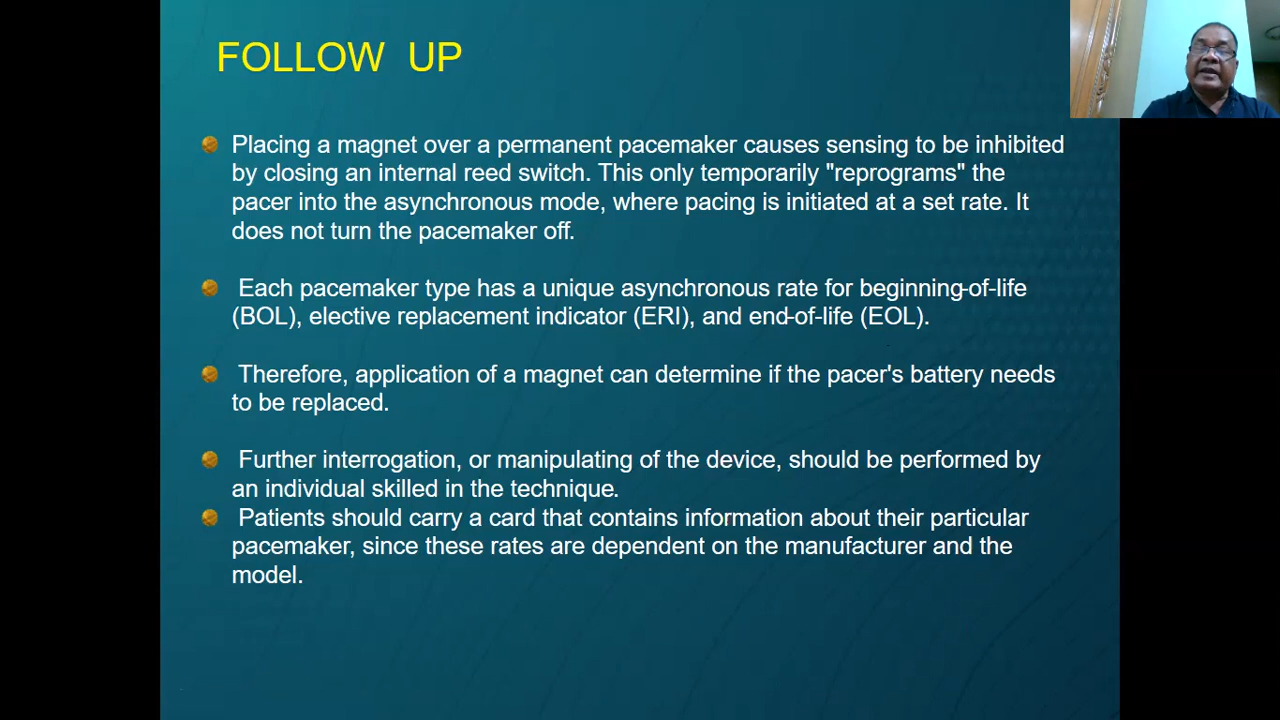 FOLLOW UP
Placing a magnet over a permanent pacemaker causes sensing to be inhibited
by closing an internal reed switch. This only temporarily "reprograms" the
pacer into the asynchronous mode, where pacing is initiated at a set rate. It
does not turn the pacemaker off.
Each pacemaker type has a unique asynchronous rate for beginning-of-life
(BOL), elective replacement indicator (ERI), and end-of-life (EOL).
Therefore, application of a magnet can determine if the pacer's battery needs
to be replaced.
Further interrogation, or manipulating of the device, should be performed by
an individual skilled in the technique.
Patients should carry a card that contains information about their particular
pacemaker, since these rates are dependent on the manufacturer and the
model.